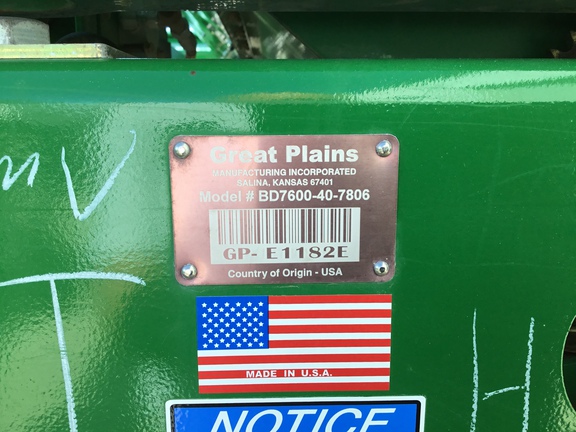 Great Plains
MANUFACTURING INCORPORATED
SALINA, KANSAS 67401
Model # BD7600-40-7806
GP- E1182E
Country of Origin - USA
MADE IN U.S.A.
NOTICE
T
H